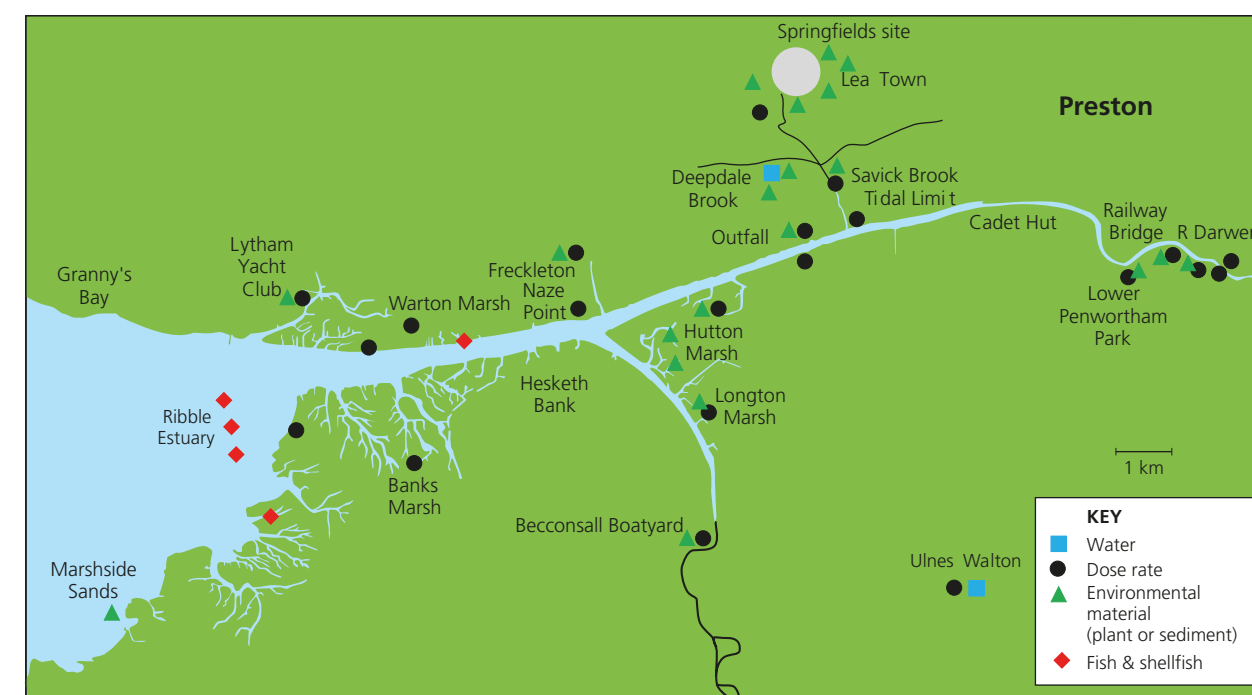 Springfields site
Lea Town
Preston
Deepdale
Brook
Savick Brook
Tidal Limit
Cadet Hut
Railway
Bridge
R Darwen
Outfall
Lytham
Yacht
Club
Granny's
Bay
Freckleton
Naze
Point
Warton Marsh
Lower
Penwortham
Park
Hutton
Marsh
Hesketh
Bank
Longton
Marsh
Ribble
Estuary
1 km
Banks
Marsh
Becconsall Boatyard
Ulnes Walton
Marshside
Sands
KEY
Water
Dose rate
Environmental
material
(plant or sediment)
Fish & shellfish